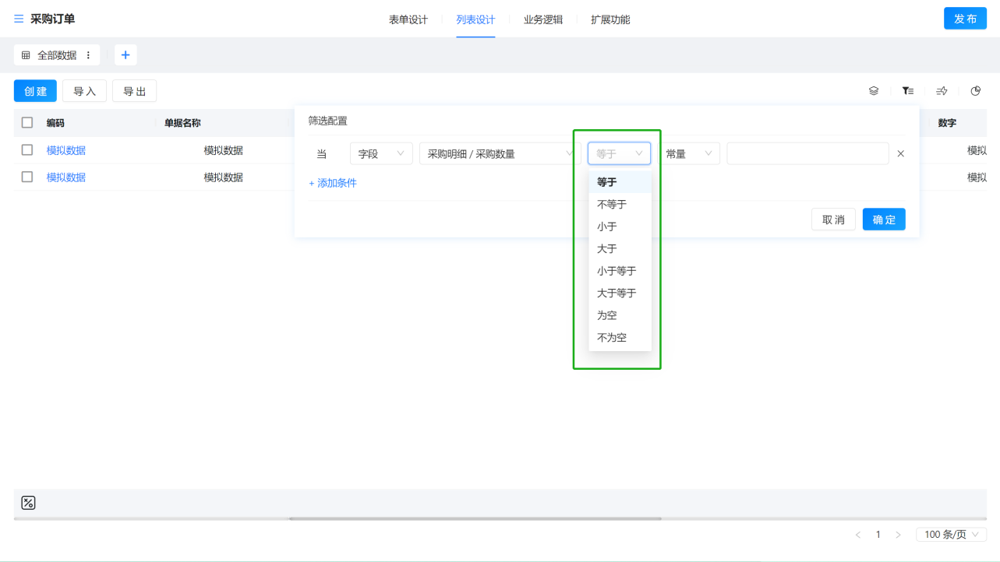 采购订单
表单设计 列表设计 业务逻辑 扩展功能
发布
全部数据
创建 导入 导出
编码 单据名称 数字
模拟数据 模拟数据 模拟
模拟数据 模拟数据 模拟
筛选配置
当 字段 采购明细 / 采购数量 等于 常量
+ 添加条件
等于
不等于
小于
大于
小于等于
大于等于
为空
不为空
取消 确定
1 100 条/页